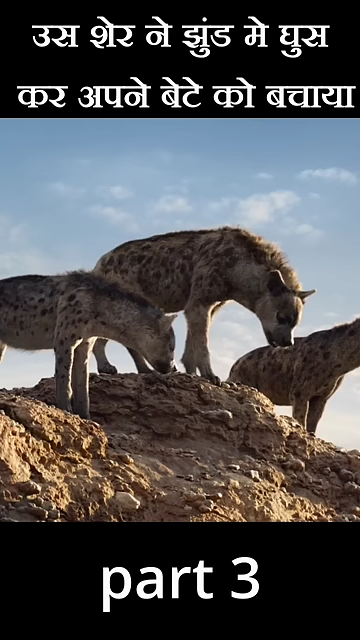 उस शेर ने झुंड मे घुस
कर अपने बेटे को बचाया
part 3